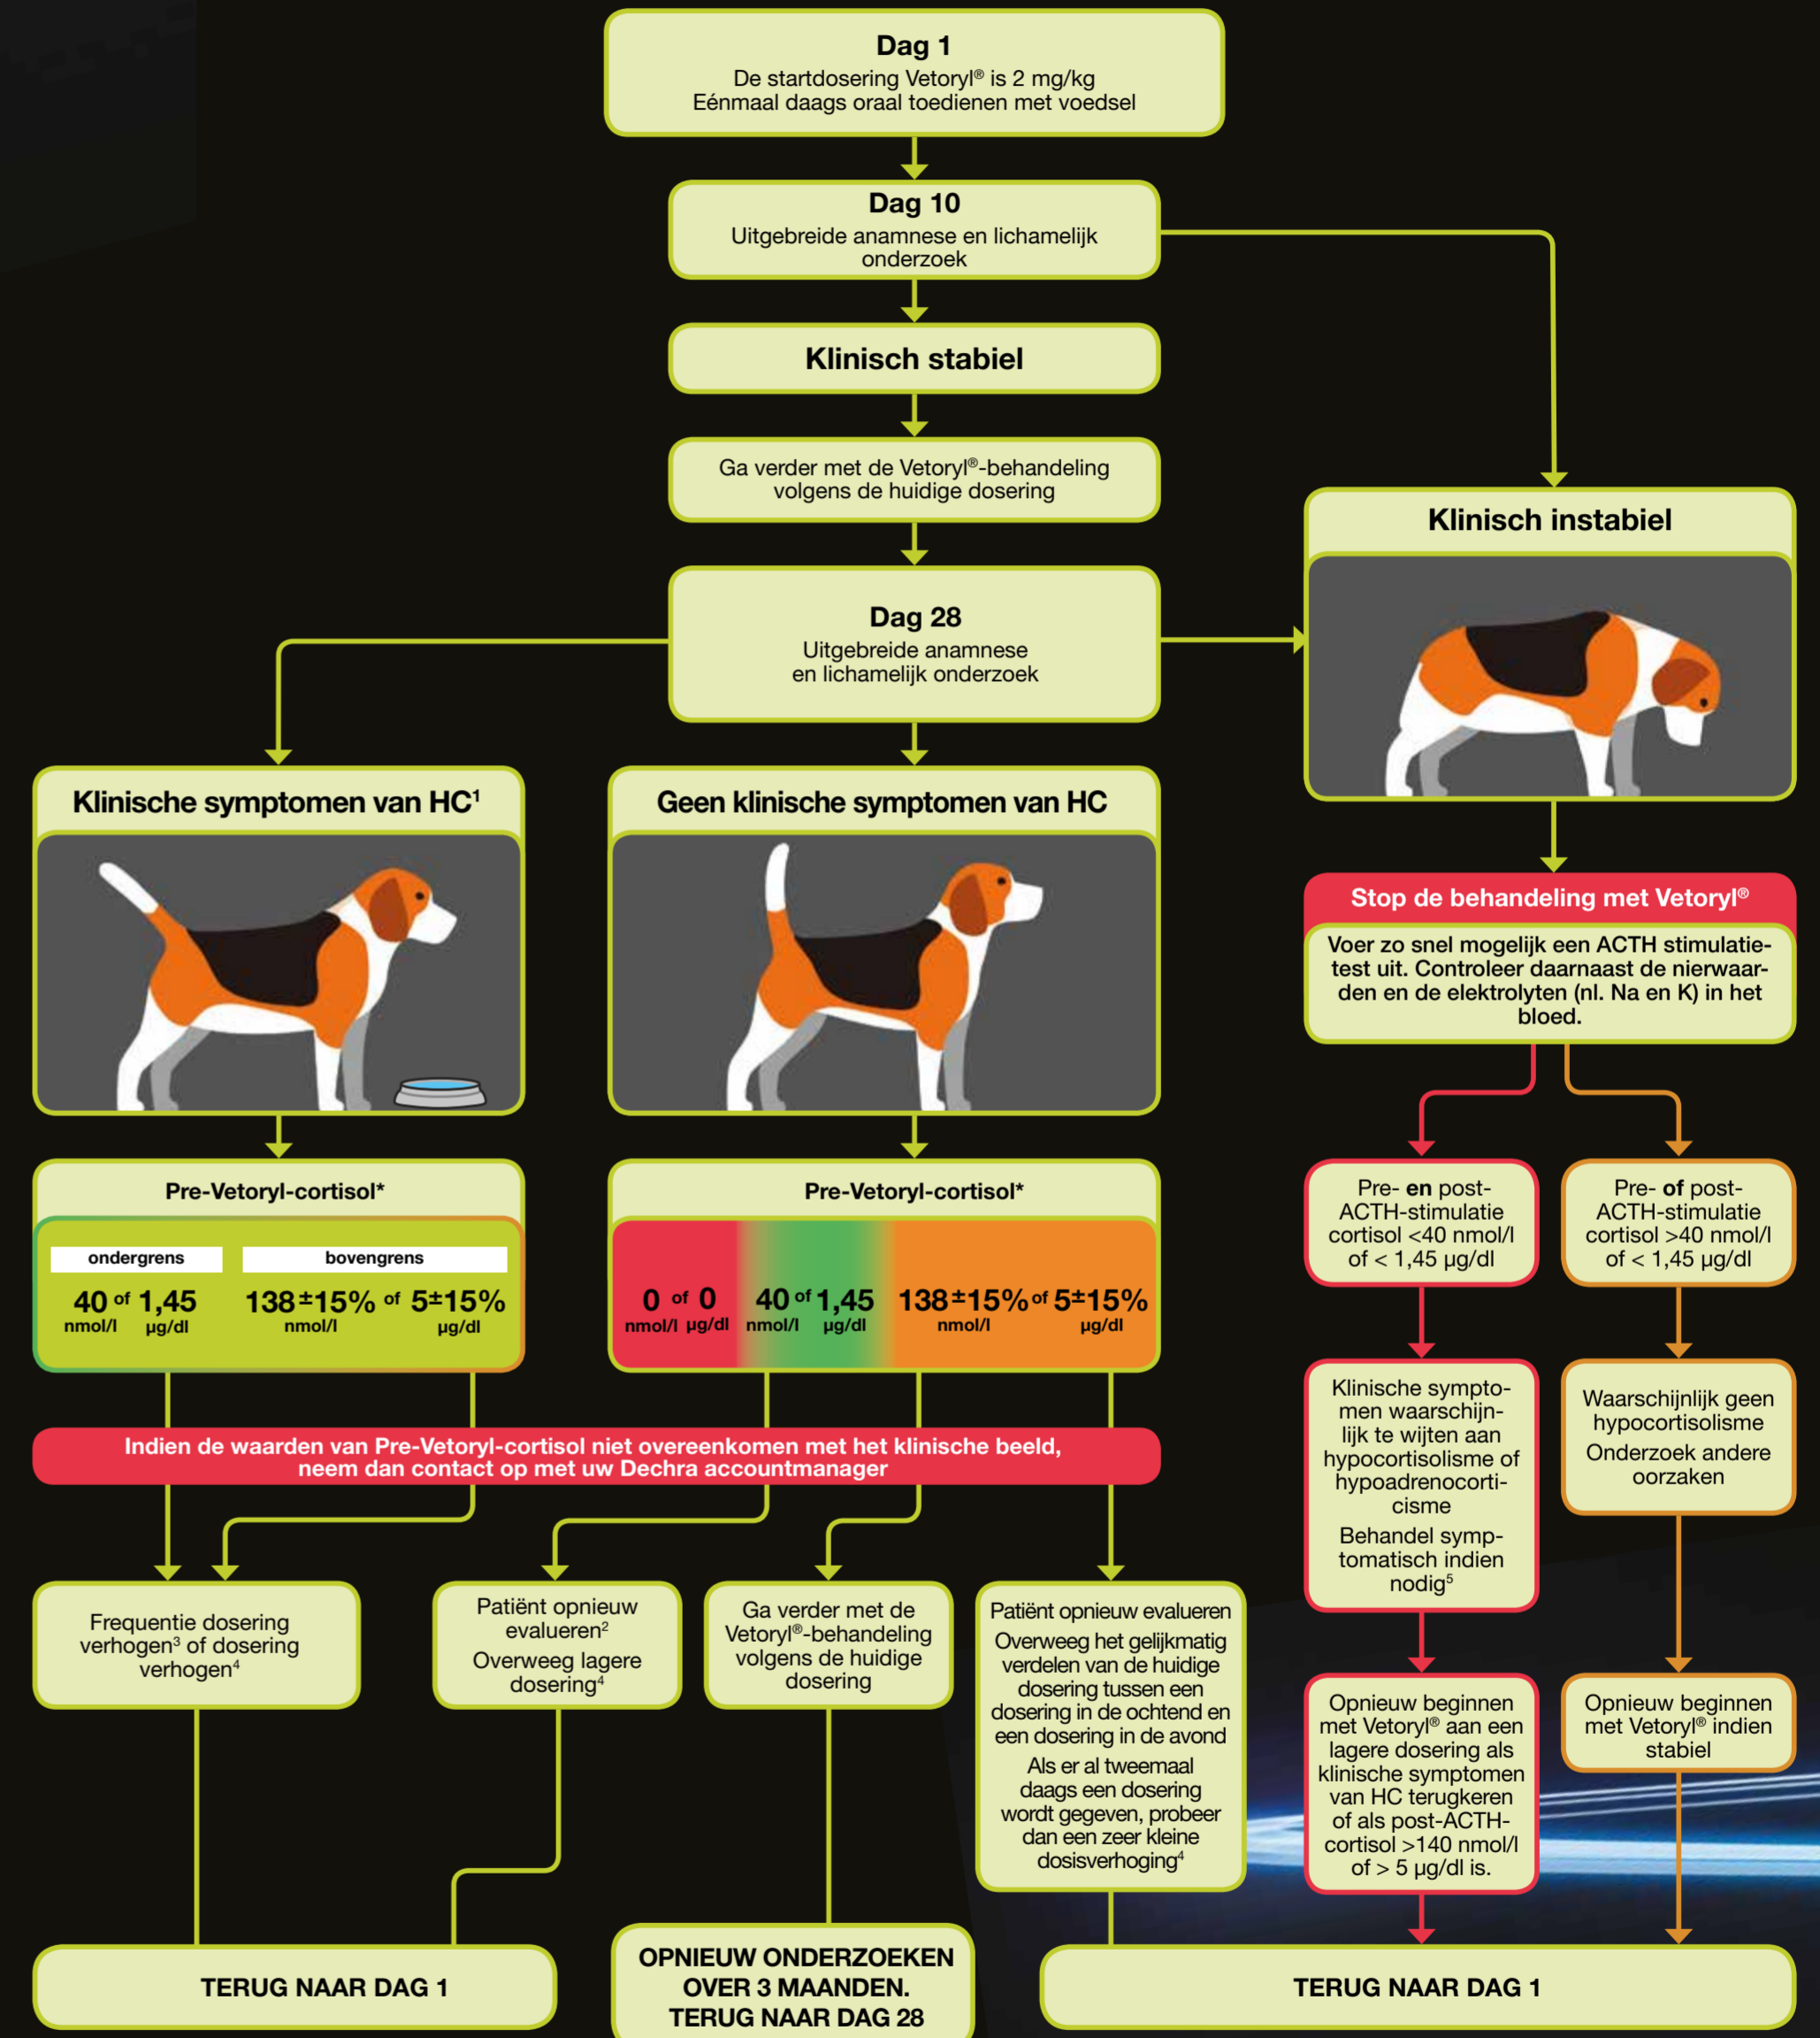 Dag 1
De startdosering Vetoryl® is 2 mg/kg
Eénmaal daags oraal toedienen met voedsel
Dag 10
Uitgebreide anamnese en lichamelijk
onderzoek
Klinisch stabiel
Ga verder met de Vetoryl®-behandeling
volgens de huidige dosering
Dag 28
Uitgebreide anamnese
en lichamelijk onderzoek
Klinische symptomen van HC¹
Pre-Vetoryl-cortisol*
ondergrens bovengrens
40 of 1,45 138±15% of 5±15%
nmol/l µg/dl nmol/l µg/dl
Geen klinische symptomen van HC
Pre-Vetoryl-cortisol*
0 of 0 40 of 1,45 138±15% of 5±15%
nmol/l µg/dl nmol/l µg/dl nmol/l µg/dl
Indien de waarden van Pre-Vetoryl-cortisol niet overeenkomen met het klinische beeld,
neem dan contact op met uw Dechra accountmanager
Frequentie dosering
verhogen³ of dosering
verhogen⁴
Patiënt opnieuw
evalueren²
Overweeg lagere
dosering⁴
TERUG NAAR DAG 1
Ga verder met de
Vetoryl®-behandeling
volgens de huidige
dosering
OPNIEUW ONDERZOEKEN
OVER 3 MAANDEN.
TERUG NAAR DAG 28
Patiënt opnieuw evalueren
Overweeg het gelijkmatig
verdelen van de huidige
dosering tussen een
dosering in de ochtend en
een dosering in de avond
Als er al tweemaal
daags een dosering
wordt gegeven, probeer
dan een zeer kleine
dosisverhoging⁴
Klinisch instabiel
Stop de behandeling met Vetoryl®
Voer zo snel mogelijk een ACTH stimulatie-
test uit. Controleer daarnaast de nierwaar-
den en de elektrolyten (nl. Na en K) in het
bloed.
Pre- en post-
ACTH-stimulatie
cortisol <40 nmol/l
of < 1,45 µg/dl
Klinische sympto-
men waarschijn-
lijk te wijten aan
hypocortisolisme of
hypoadrenocorti-
cisme
Behandel symp-
tomatisch indien
nodig⁵
Opnieuw beginnen
met Vetoryl® aan een
lagere dosering als
klinische symptomen
van HC terugkeren
of als post-ACTH-
cortisol >140 nmol/l
of > 5 µg/dl is.
Pre- of post-
ACTH-stimulatie
cortisol >40 nmol/l
of < 1,45 µg/dl
Waarschijnlijk geen
hypocortisolisme
Onderzoek andere
oorzaken
Opnieuw beginnen
met Vetoryl® indien
stabiel
TERUG NAAR DAG 1